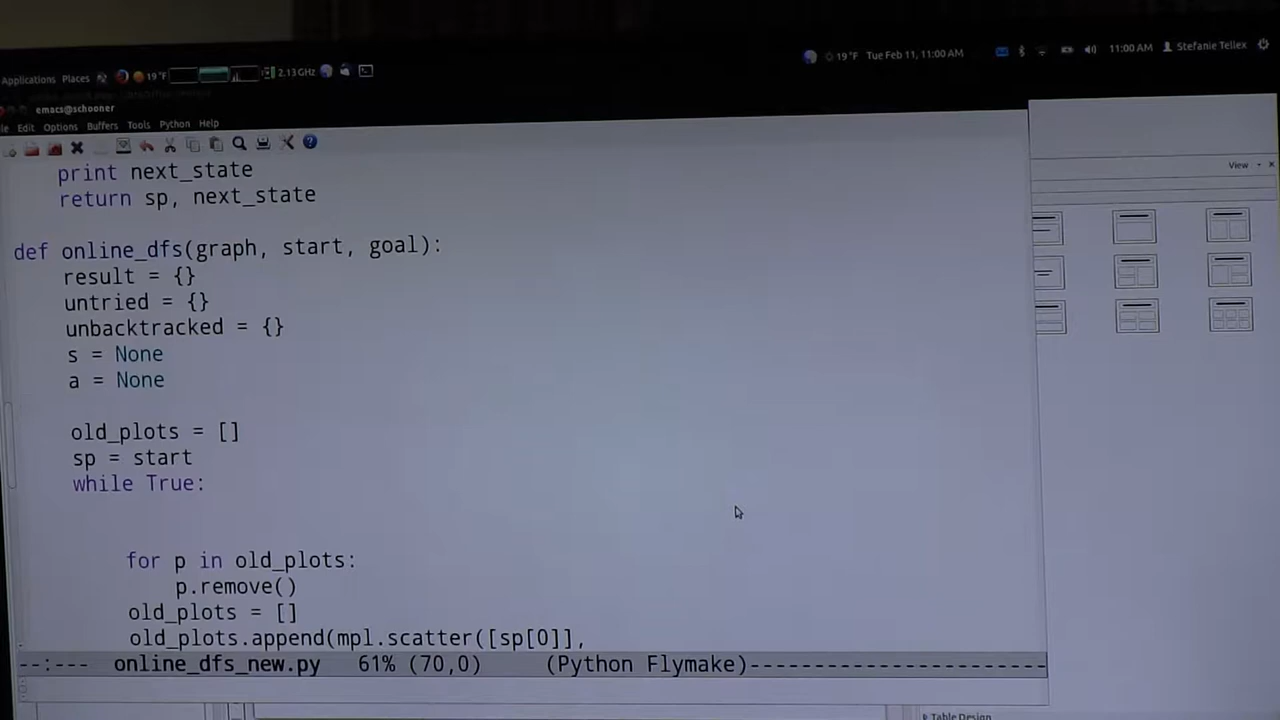 19°F Tue Feb 11, 11:00 AM 11:00 AM Stefanie Tellex
Applications Places 19°F 2.13GHz
emacs@schooner
Edit Options Buffers Tools Python Help
print next_state
return sp, next_state
def online_dfs(graph, start, goal):
result = {}
untried = {}
unbacktracked = {}
s = None
a = None
old_plots = []
sp = start
while True:
for p in old_plots:
p.remove()
old_plots = []
old_plots.append(mpl.scatter([sp[0]],
--:--- online_dfs_new.py 61% (70,0) (Python Flymake)-----------------------
View
Table Design